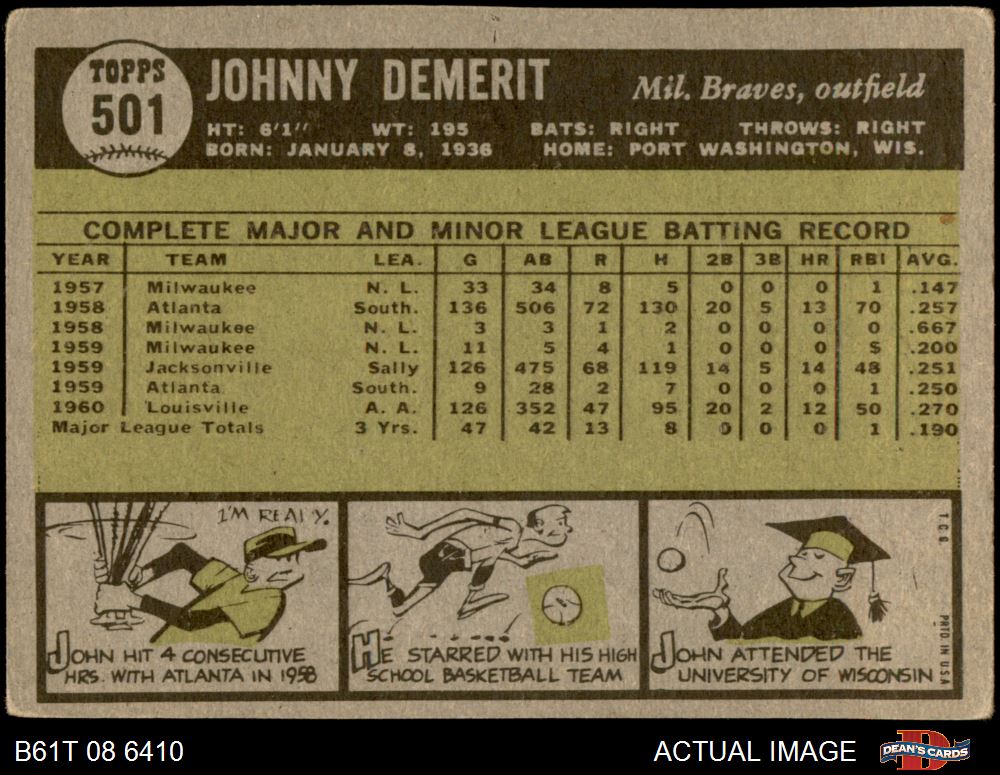 TOPPS
501
JOHNNY DEMERIT
Mil. Braves, outfield
HT: 6'1" WT: 195 BATS: RIGHT THROWS: RIGHT
BORN: JANUARY 8, 1936 HOME: PORT WASHINGTON, WIS.
COMPLETE MAJOR AND MINOR LEAGUE BATTING RECORD
YEAR TEAM LEA. G AB R H 2B 3B HR RBI AVG.
1957 Milwaukee N. L. 33 34 8 5 0 0 0 1 .147
1958 Atlanta South. 136 506 72 130 20 5 13 70 .257
1958 Milwaukee N. L. 3 3 1 2 0 0 0 0 .667
1959 Milwaukee N. L. 11 5 4 1 0 0 0 S .200
1959 Jacksonville Sally 126 475 68 119 14 5 14 48 .251
1959 Atlanta South. 9 28 2 7 0 0 0 1 .250
1960 Louisville A. A. 126 352 47 95 20 2 12 50 .270
Major League Totals 3 Yrs. 47 42 13 8 0 0 0 1 .190
I'M READY.
JOHN HIT 4 CONSECUTIVE
HRS. WITH ATLANTA IN 1958
HE STARRED WITH HIS HIGH
SCHOOL BASKETBALL TEAM
JOHN ATTENDED THE
UNIVERSITY OF WISCONSIN
T.C.G.
PRTD IN USA
B61T 08 6410
ACTUAL IMAGE
DEAN'S CARDS